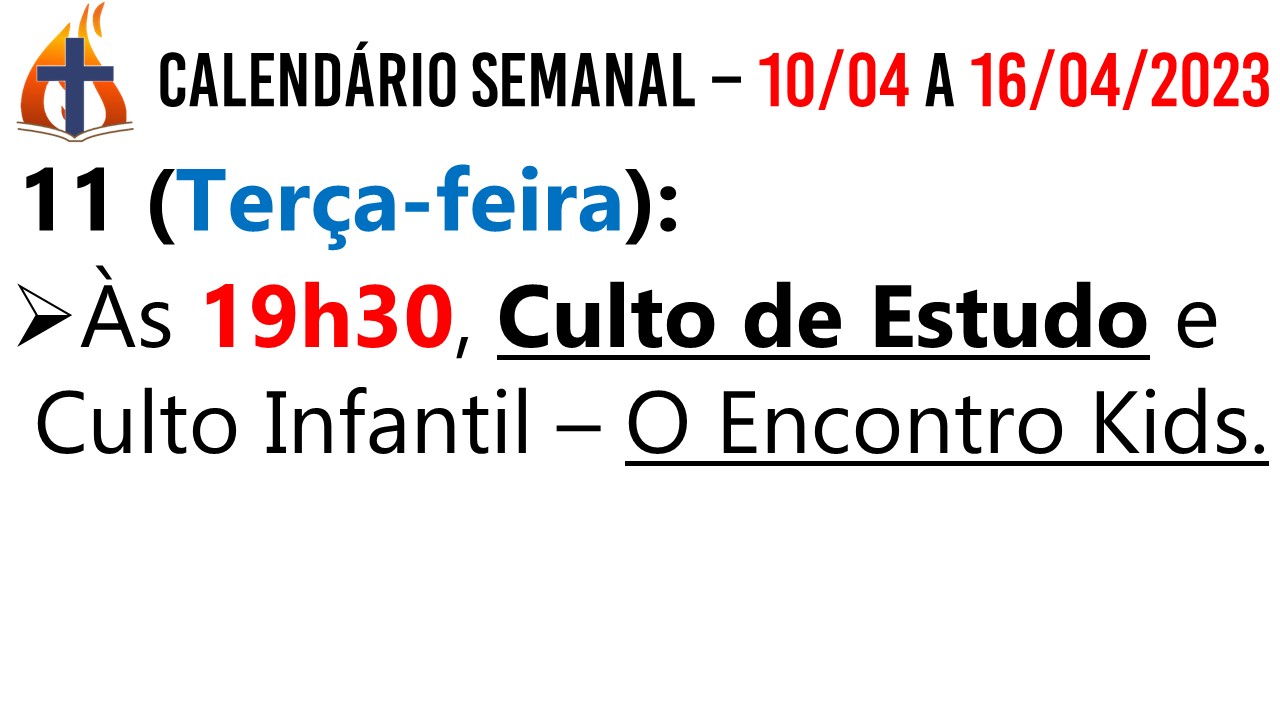 CALENDÁRIO SEMANAL – 10/04 A 16/04/2023
11 (Terça-feira):
➢Às 19h30, Culto de Estudo e
Culto Infantil – O Encontro Kids.